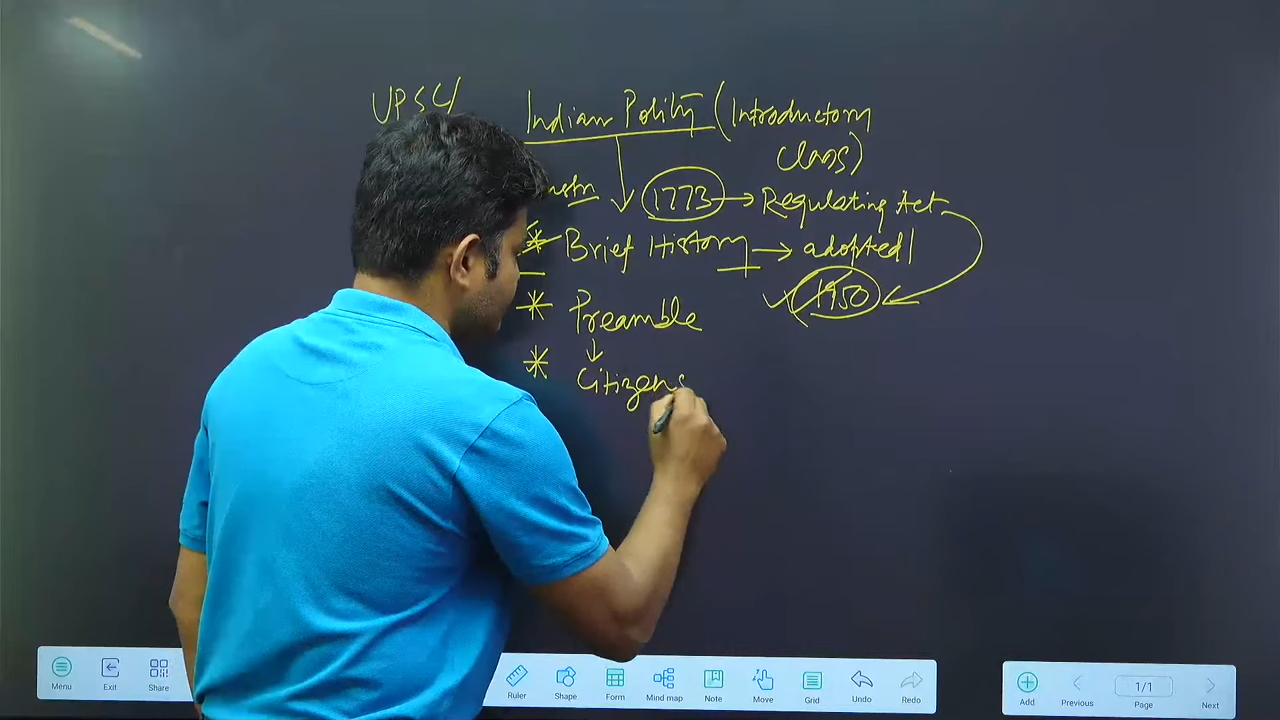 UPSC/
Indian Polity (Introductory
Class)
1773 → Regulating Act
* Brief History → adopted
1950
* Preamble
↓
* Citizens
Menu Exit Share Ruler Shape Form Mind map Note Move Grid Undo Redo Add Previous 1/1 Page Next